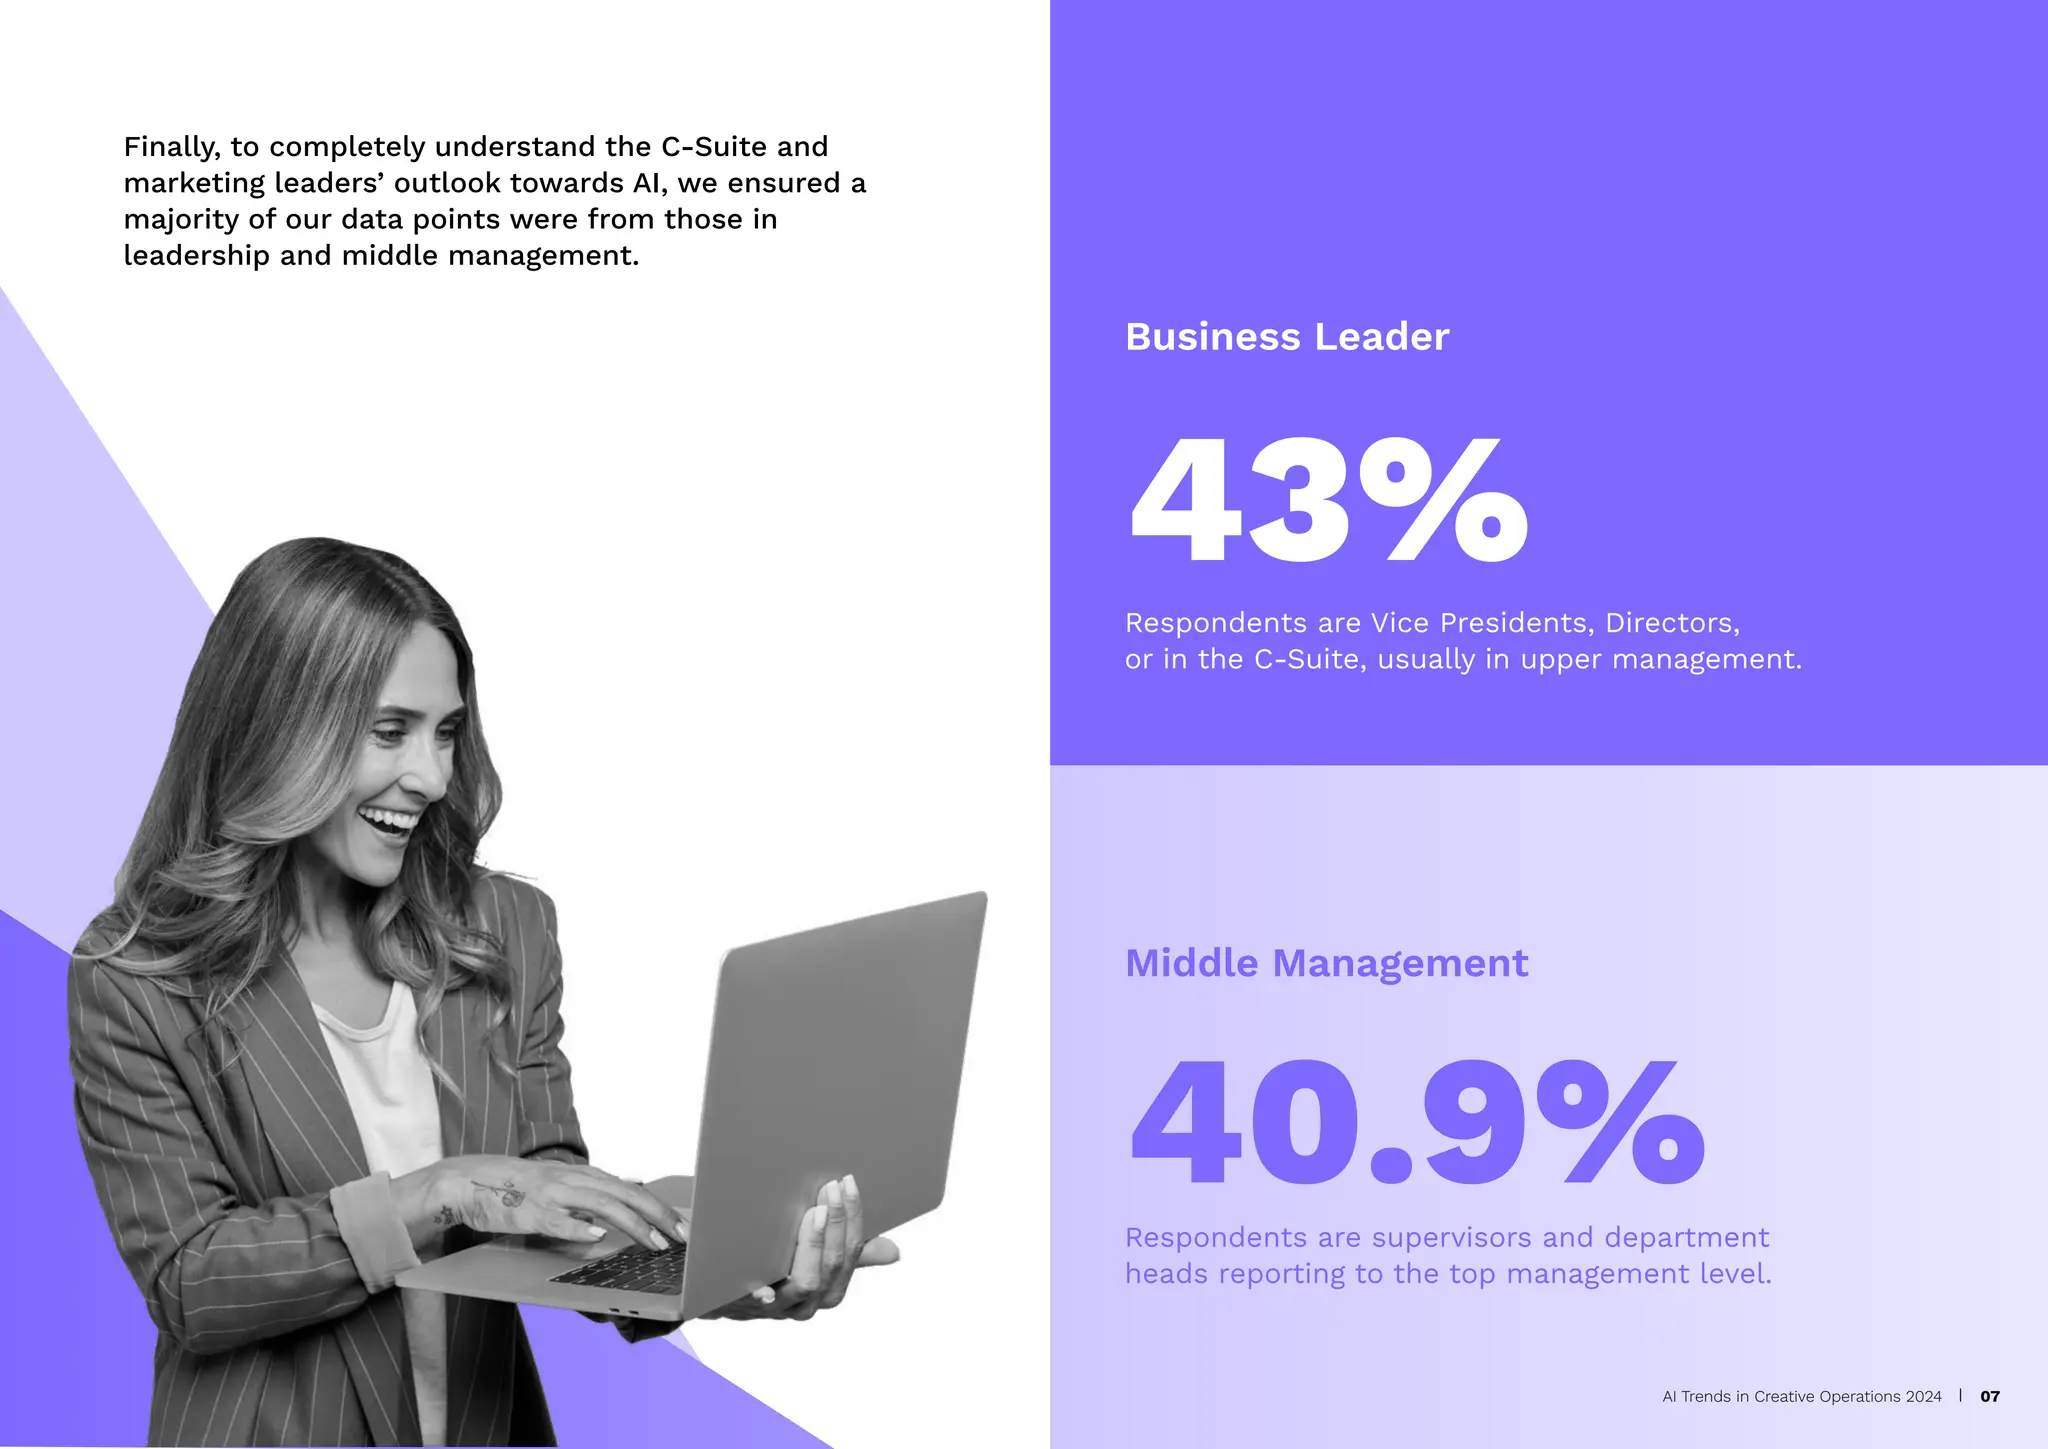 Finally, to completely understand the C-Suite and
marketing leaders’ outlook towards AI, we ensured a
majority of our data points were from those in
leadership and middle management.
Business Leader
43%
Respondents are Vice Presidents, Directors,
or in the C-Suite, usually in upper management.
Middle Management
40.9%
Respondents are supervisors and department
heads reporting to the top management level.
AI Trends in Creative Operations 2024 | 07